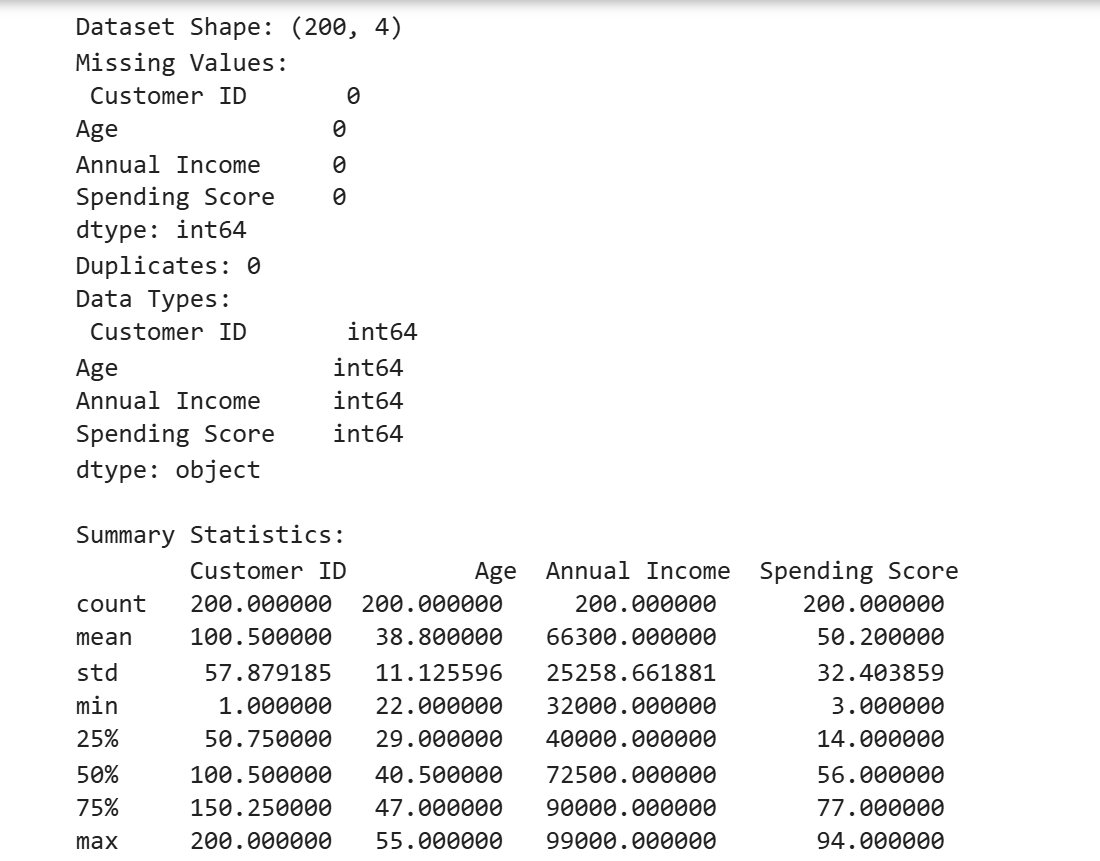 Dataset Shape: (200, 4)
Missing Values:
 Customer ID       0
Age               0
Annual Income     0
Spending Score    0
dtype: int64
Duplicates: 0
Data Types:
 Customer ID       int64
Age               int64
Annual Income     int64
Spending Score    int64
dtype: object

Summary Statistics:
        Customer ID         Age  Annual Income  Spending Score
count   200.000000  200.000000     200.000000      200.000000
mean    100.500000   38.800000   66300.000000       50.200000
std      57.879185   11.125596   25258.661881       32.403859
min       1.000000   22.000000   32000.000000        3.000000
25%      50.750000   29.000000   40000.000000       14.000000
50%     100.500000   40.500000   72500.000000       56.000000
75%     150.250000   47.000000   90000.000000       77.000000
max     200.000000   55.000000   99000.000000       94.000000